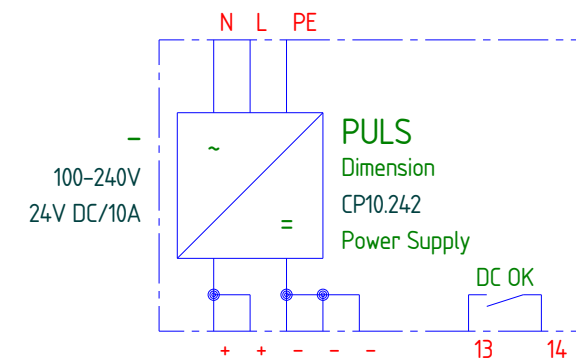 N L PE
–
100-240V
24V DC/10A
~
=
PULS
Dimension
CP10.242
Power Supply
DC OK
+ + – – –
13 14